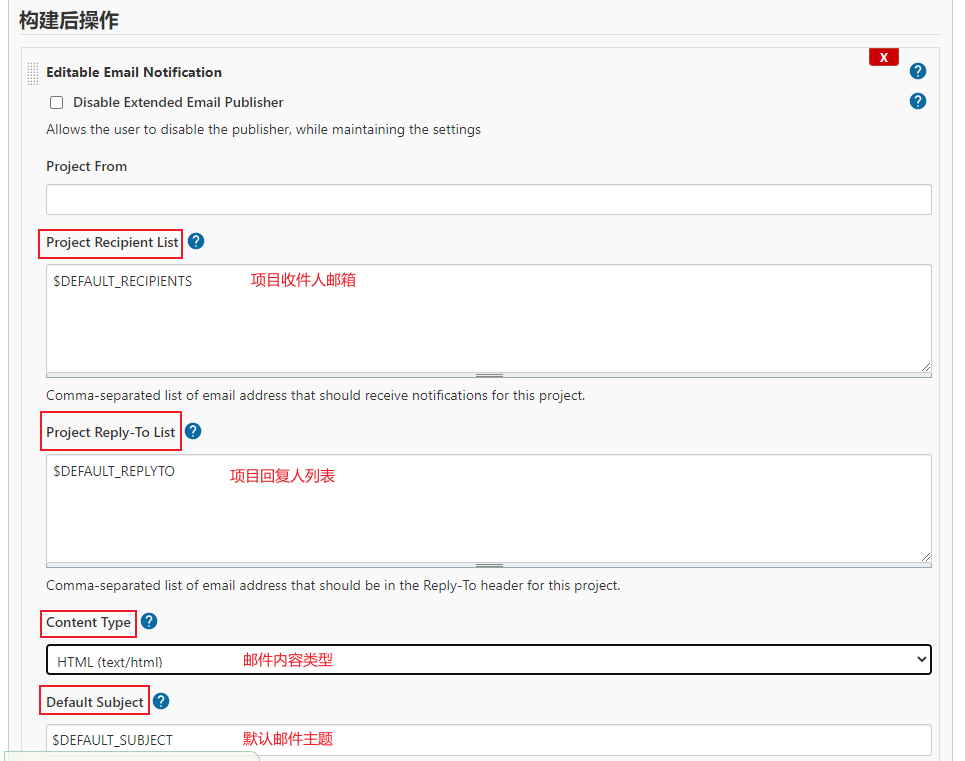 构建后操作
X
Editable Email Notification ?
Disable Extended Email Publisher ?
Allows the user to disable the publisher, while maintaining the settings
Project From
Project Recipient List ?
$DEFAULT_RECIPIENTS 项目收件人邮箱
Comma-separated list of email address that should receive notifications for this project.
Project Reply-To List ?
$DEFAULT_REPLYTO 项目回复人列表
Comma-separated list of email address that should be in the Reply-To header for this project.
Content Type ?
HTML (text/html) 邮件内容类型
Default Subject ?
$DEFAULT_SUBJECT 默认邮件主题